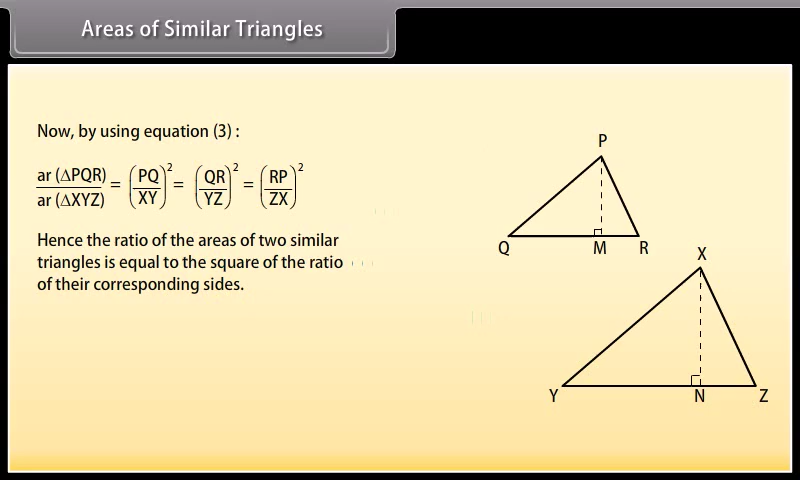 Areas of Similar Triangles
Now, by using equation (3) :
ar (∆PQR) / ar (∆XYZ) = (PQ / XY)² = (QR / YZ)² = (RP / ZX)²
Hence the ratio of the areas of two similar
triangles is equal to the square of the ratio
of their corresponding sides.
P
Q M R
X
Y N Z